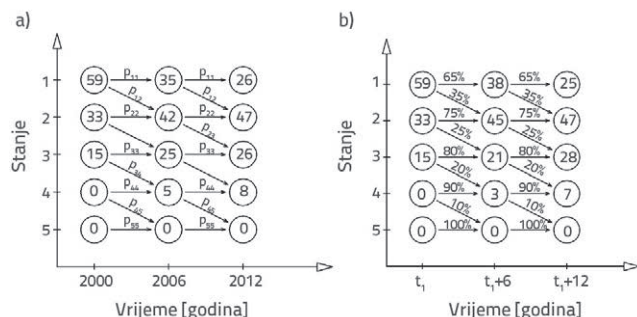 a)
Stanje
1 59 p₁₁ 35 p₁₁ 26
p₁₂ p₁₂
2 33 p₂₂ 42 p₂₂ 47
p₂₃
3 15 p₃₃ 25 p₃₃ 26
p₃₄
4 0 p₄₄ 5 p₄₄ 8
p₄₅ p₄₅
5 0 p₅₅ 0 p₅₅ 0
2000 2006 2012
Vrijeme [godina]
b)
Stanje
1 59 65% 38 65% 25
35% 35%
2 33 75% 45 75% 47
25% 25%
3 15 80% 21 80% 28
20% 20%
4 0 90% 3 90% 7
10% 10%
5 0 100% 0 100% 0
t₁ t₁+6 t₁+12
Vrijeme [godina]